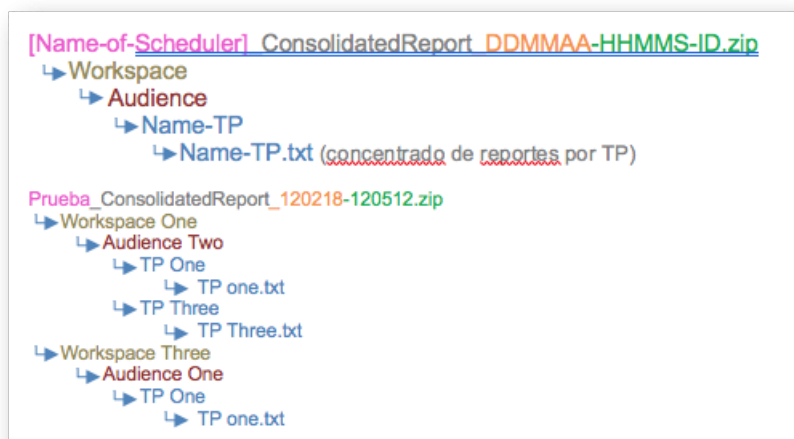 [Name-of-Scheduler]_ConsolidatedReport_DDMMAA-HHMMS-ID.zip
Workspace
Audience
Name-TP
Name-TP.txt (concentrado de reportes por TP)
Prueba_ConsolidatedReport_120218-120512.zip
Workspace One
Audience Two
TP One
TP one.txt
TP Three
TP Three.txt
Workspace Three
Audience One
TP One
TP one.txt